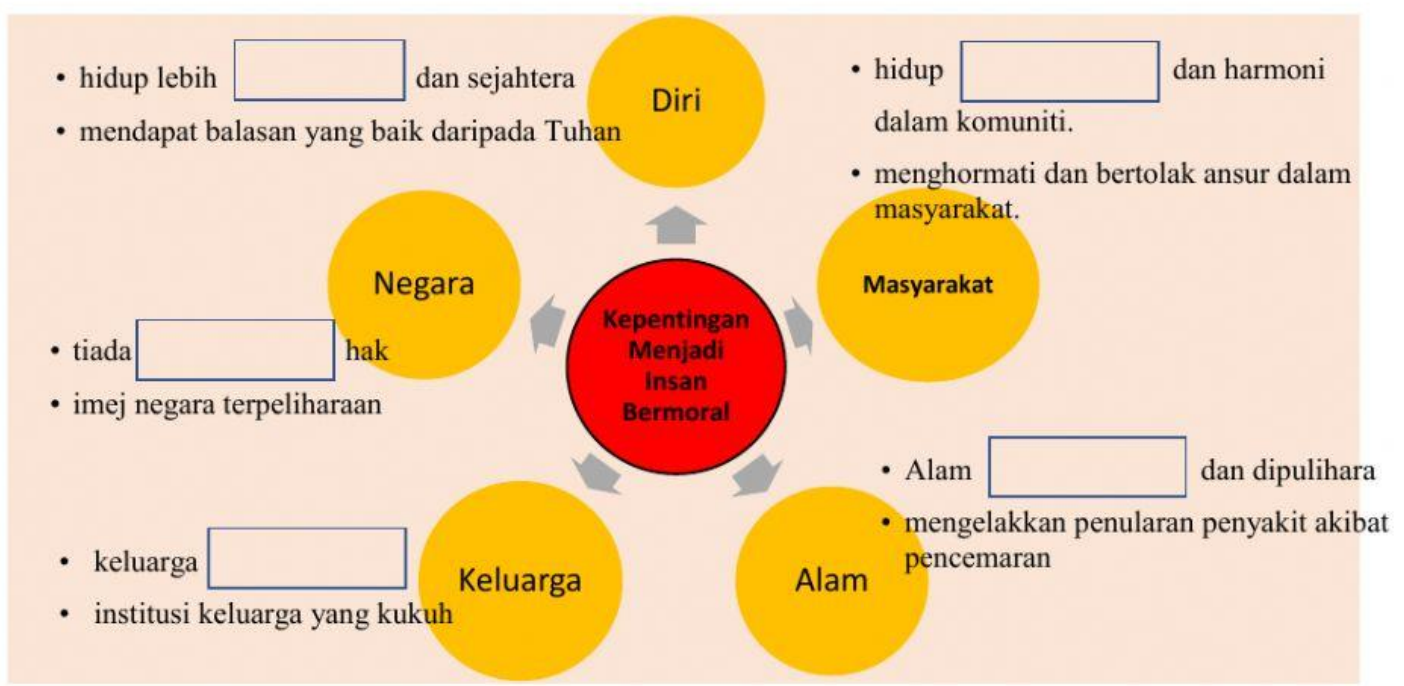 • hidup lebih dan sejahtera
• mendapat balasan yang baik daripada Tuhan
Diri
• hidup dan harmoni
dalam komuniti.
• menghormati dan bertolak ansur dalam
masyarakat.
Masyarakat
Negara
• tiada hak
• imej negara terpeliharaan
Kepentingan
Menjadi
Insan
Bermoral
• Alam dan dipulihara
• mengelakkan penularan penyakit akibat
pencemaran
Alam
• keluarga
• institusi keluarga yang kukuh
Keluarga